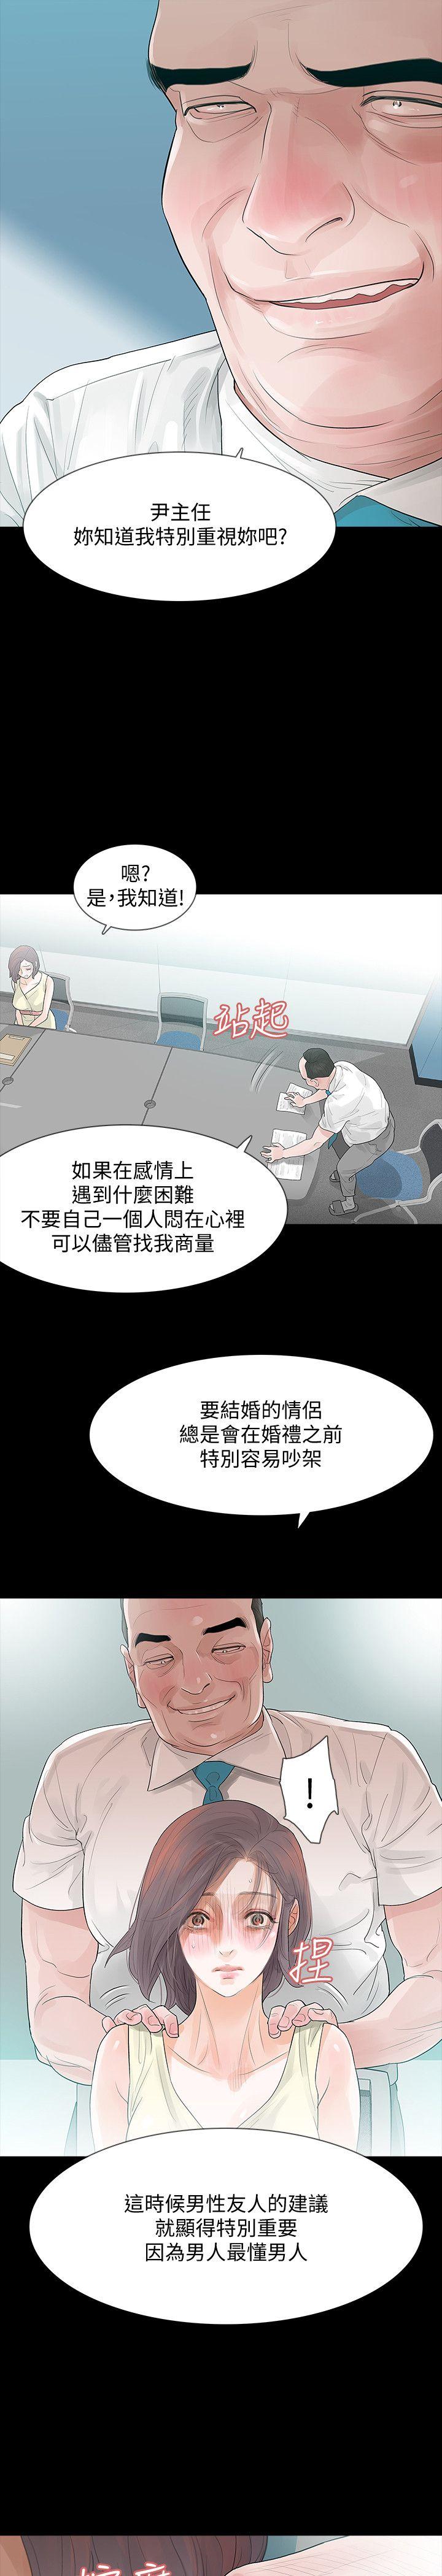 尹主任
妳知道我特別重視妳吧?
嗯?
是,我知道!
站起
如果在感情上
遇到什麼困難
不要自己一個人悶在心裡
可以儘管找我商量
要結婚的情侶
總是會在婚禮之前
特別容易吵架
!
捏
這時候男性友人的建議
就顯得特別重要
因為男人最懂男人